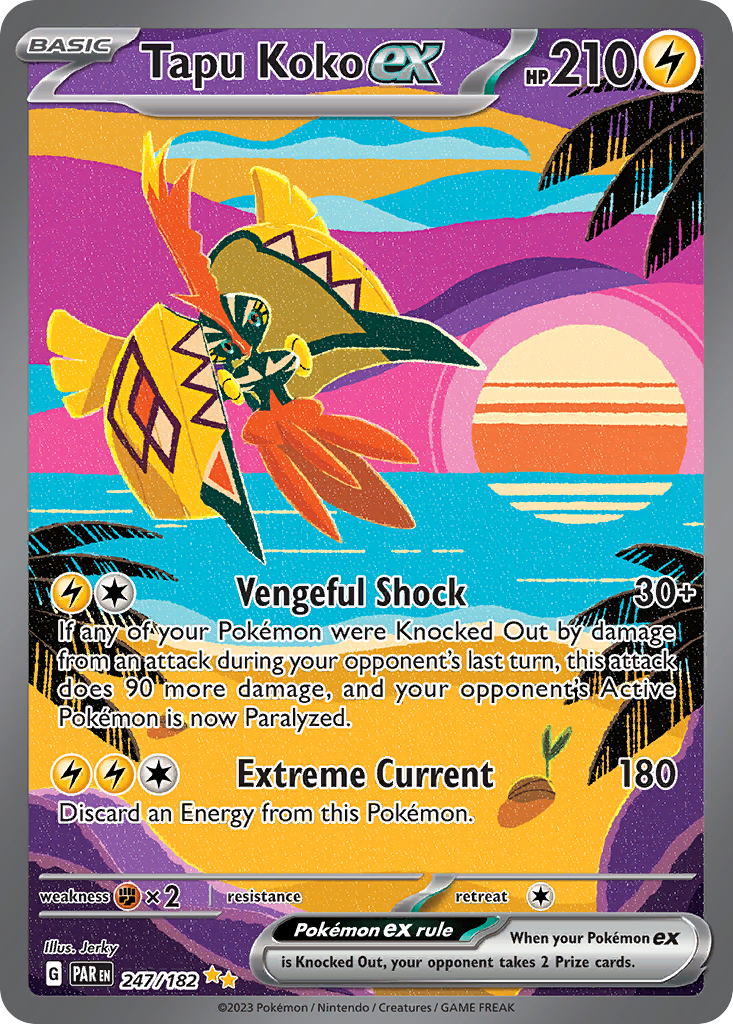 BASIC
Tapu Koko ex
HP 210
Vengeful Shock 30+
If any of your Pokémon were Knocked Out by damage
from an attack during your opponent's last turn, this attack
does 90 more damage, and your opponent's Active
Pokémon is now Paralyzed.
Extreme Current 180
Discard an Energy from this Pokémon.
weakness ×2 resistance retreat
Pokémon ex rule When your Pokémon ex
is Knocked Out, your opponent takes 2 Prize cards.
Illus. Jerky
G PAR EN 247/182
©2023 Pokémon / Nintendo / Creatures / GAME FREAK